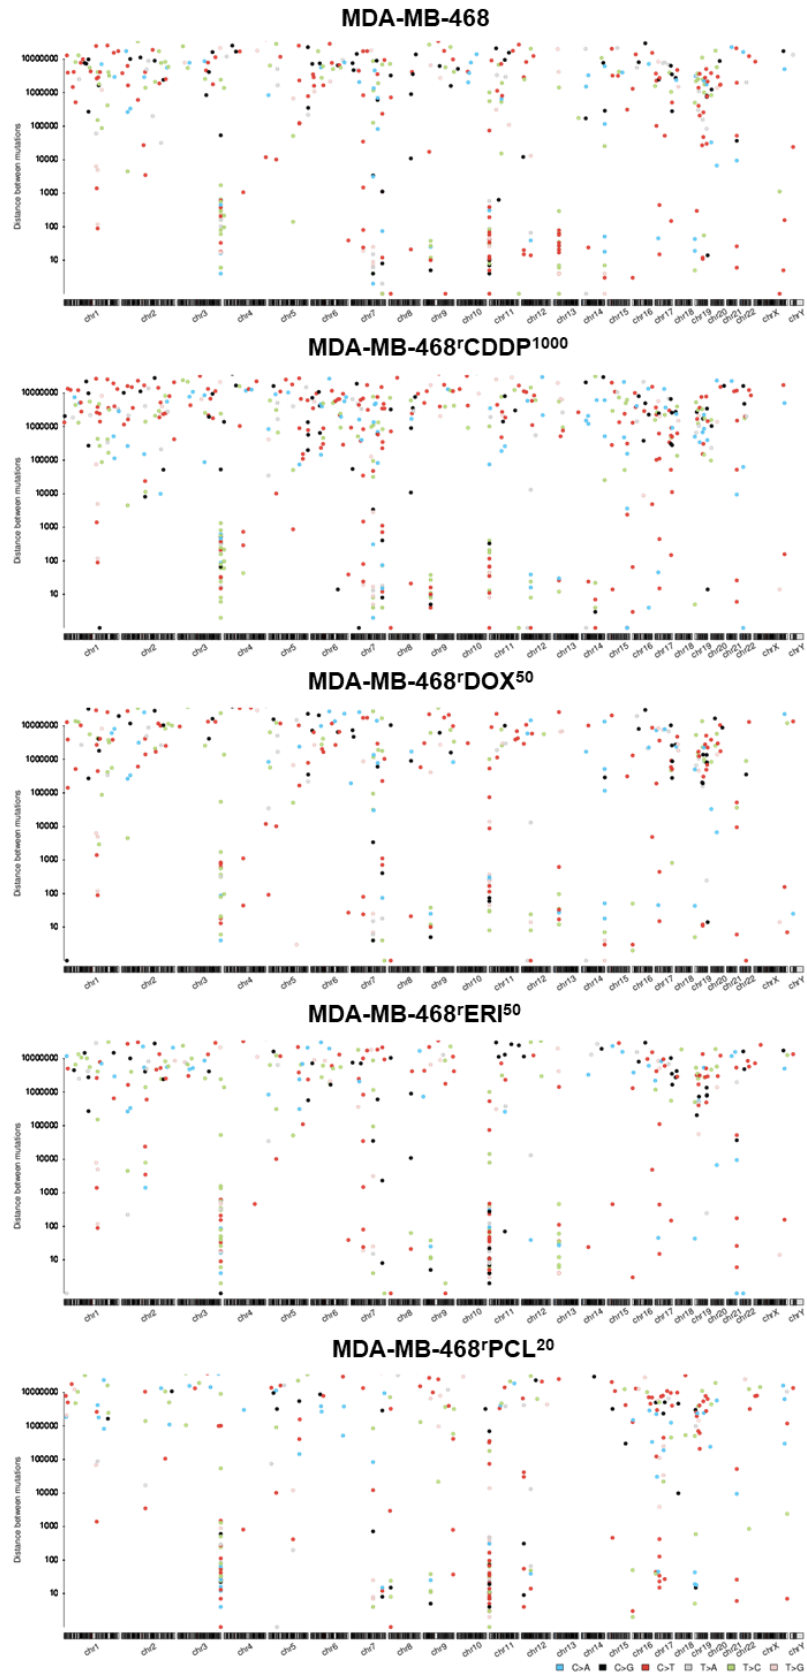 MDA-MB-468
Distance between mutations
10000000
1000000
100000
10000
1000
100
10
chr1 chr2 chr3 chr4 chr5 chr6 chr7 chr8 chr9 chr10 chr11 chr12 chr13 chr14 chr15 chr16 chr17 chr18 chr19 chr20 chr21 chr22 chrX chrY
MDA-MB-468rCDDP1000
Distance between mutations
10000000
1000000
100000
10000
1000
100
10
chr1 chr2 chr3 chr4 chr5 chr6 chr7 chr8 chr9 chr10 chr11 chr12 chr13 chr14 chr15 chr16 chr17 chr18 chr19 chr20 chr21 chr22 chrX chrY
MDA-MB-468rDOX50
Distance between mutations
10000000
1000000
100000
10000
1000
100
10
chr1 chr2 chr3 chr4 chr5 chr6 chr7 chr8 chr9 chr10 chr11 chr12 chr13 chr14 chr15 chr16 chr17 chr18 chr19 chr20 chr21 chr22 chrX chrY
MDA-MB-468rERI50
Distance between mutations
10000000
1000000
100000
10000
1000
100
10
chr1 chr2 chr3 chr4 chr5 chr6 chr7 chr8 chr9 chr10 chr11 chr12 chr13 chr14 chr15 chr16 chr17 chr18 chr19 chr20 chr21 chr22 chrX chrY
MDA-MB-468rPCL20
Distance between mutations
10000000
1000000
100000
10000
1000
100
10
chr1 chr2 chr3 chr4 chr5 chr6 chr7 chr8 chr9 chr10 chr11 chr12 chr13 chr14 chr15 chr16 chr17 chr18 chr19 chr20 chr21 chr22 chrX chrY
C>A C>G C>T T>A T>C T>G